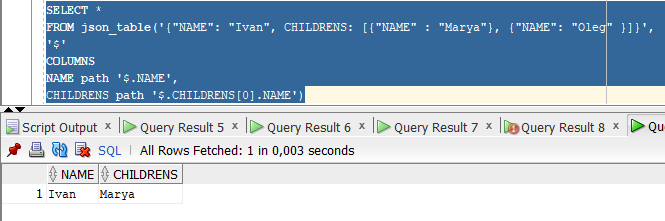 SELECT *
FROM json_table('{"NAME": "Ivan", CHILDRENS: [{"NAME" : "Marya"}, {"NAME": "Oleg" }]}',
'$'
COLUMNS
NAME path '$.NAME',
CHILDRENS path '$.CHILDRENS[0].NAME')
Script Output x Query Result 5 x Query Result 6 x Query Result 7 x Query Result 8 x Qu
SQL | All Rows Fetched: 1 in 0,003 seconds
NAME CHILDRENS
1 Ivan Marya